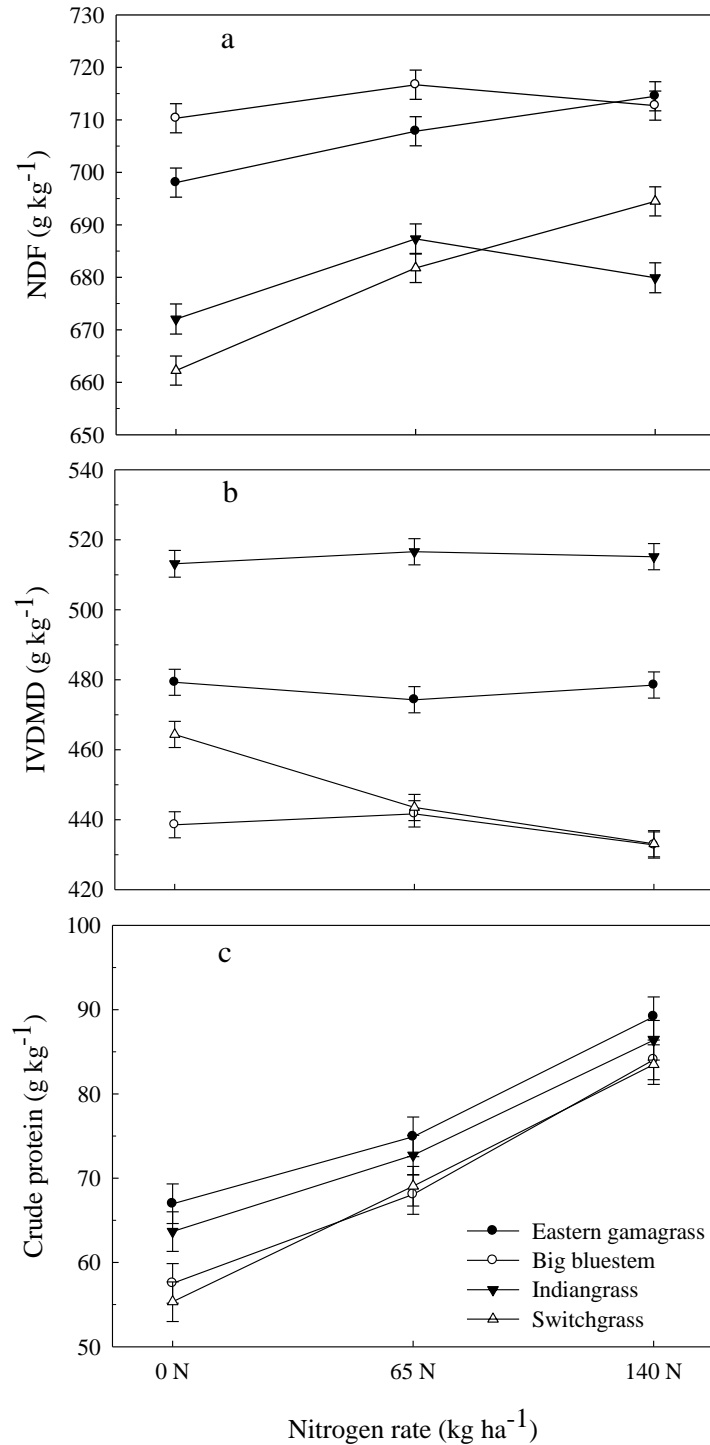 a
730
720
710
700
690
680
670
660
650
NDF (g kg-1)
b
540
520
500
480
460
440
420
IVDMD (g kg-1)
c
100
90
80
70
60
50
Crude protein (g kg-1)
Eastern gamagrass
Big bluestem
Indiangrass
Switchgrass
0 N 65 N 140 N
Nitrogen rate (kg ha-1)